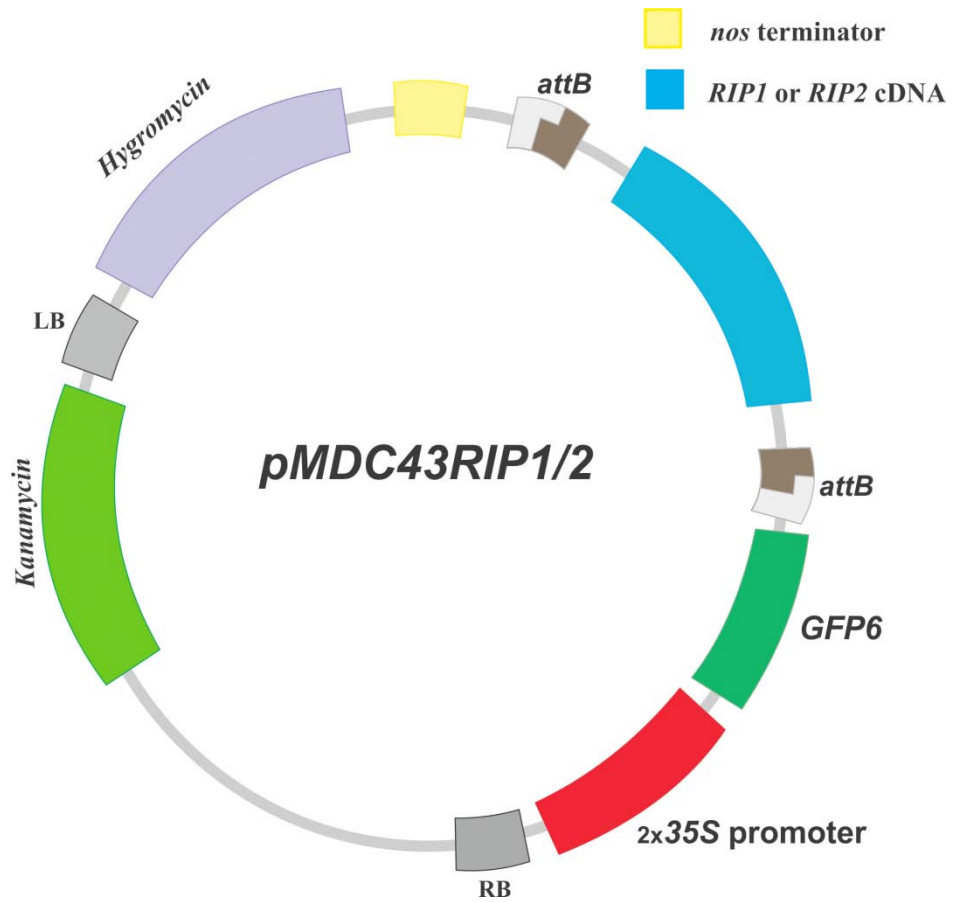 nos terminator
RIP1 or RIP2 cDNA
attB
Hygromycin
LB
pMDC43RIP1/2
attB
Kanamycin
GFP6
2x35S promoter
RB